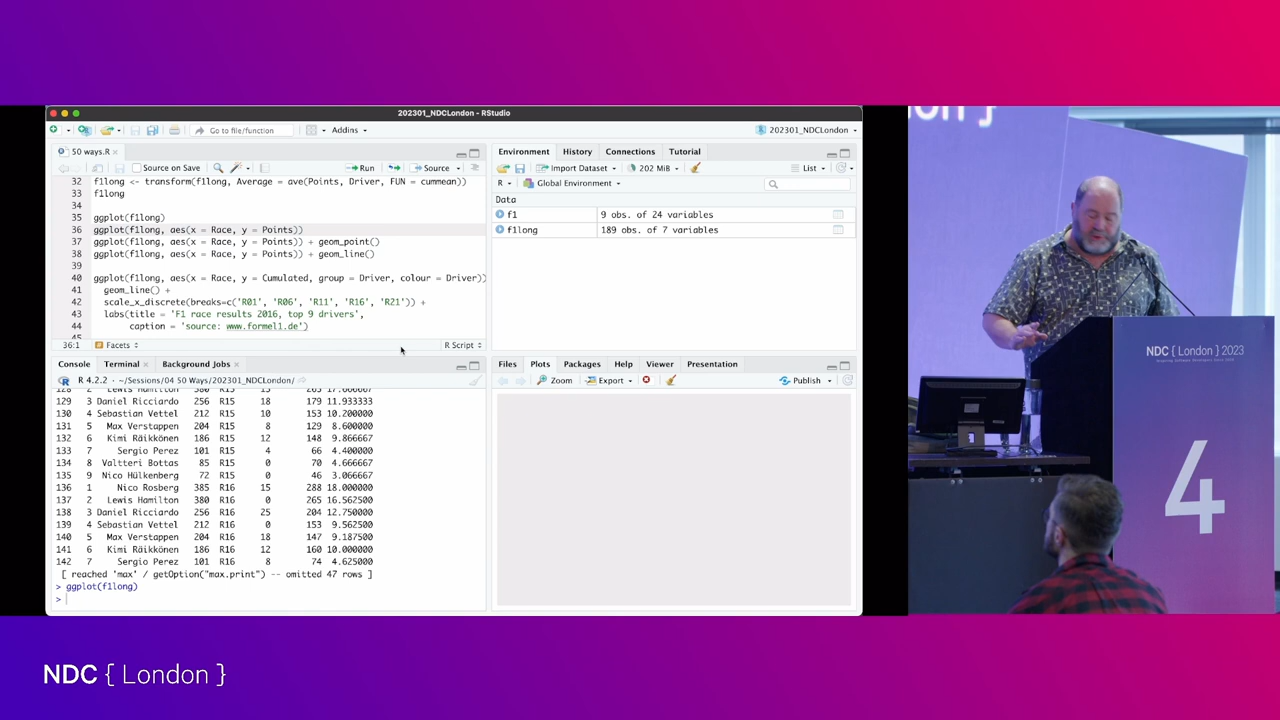 202301_NDCLondon - RStudio
Go to file/function
Addins
202301_NDCLondon
50 ways.R
Source on Save
Run
Source
32 f1long <- transform(f1long, Average = ave(Points, Driver, FUN = cummean))
33 f1long
34
35 ggplot(f1long)
36 ggplot(f1long, aes(x = Race, y = Points))
37 ggplot(f1long, aes(x = Race, y = Points)) + geom_point()
38 ggplot(f1long, aes(x = Race, y = Points)) + geom_line()
39
40 ggplot(f1long, aes(x = Race, y = Cumulated, group = Driver, colour = Driver))
41 geom_line() +
42 scale_x_discrete(breaks=c('R01', 'R06', 'R11', 'R16', 'R21')) +
43 labs(title = 'F1 race results 2016, top 9 drivers',
44 caption = 'source: www.formel1.de')
36:1 Facets R Script
Environment History Connections Tutorial
Import Dataset 202 MiB List
R Global Environment
Data
f1 9 obs. of 24 variables
f1long 189 obs. of 7 variables
Console Terminal Background Jobs
R 4.2.2 · ~/Sessions/04 50 Ways/202301_NDCLondon/
129 3 Daniel Ricciardo 256 R15 18 179 11.933333
130 4 Sebastian Vettel 212 R15 10 153 10.200000
131 5 Max Verstappen 204 R15 8 129 8.600000
132 6 Kimi Räikkönen 186 R15 12 148 9.866667
133 7 Sergio Perez 101 R15 4 66 4.400000
134 8 Valtteri Bottas 85 R15 0 70 4.666667
135 9 Nico Hülkenberg 72 R15 0 46 3.066667
136 1 Nico Rosberg 385 R16 15 288 18.000000
137 2 Lewis Hamilton 380 R16 0 265 16.562500
138 3 Daniel Ricciardo 256 R16 25 204 12.750000
139 4 Sebastian Vettel 212 R16 0 153 9.562500
140 5 Max Verstappen 204 R16 18 147 9.187500
141 6 Kimi Räikkönen 186 R16 12 160 10.000000
142 7 Sergio Perez 101 R16 8 74 4.625000
[ reached 'max' / getOption("max.print") -- omitted 47 rows ]
> ggplot(f1long)
>
Files Plots Packages Help Viewer Presentation
Zoom Export Publish
NDC { London } 2023
4
NDC { London }